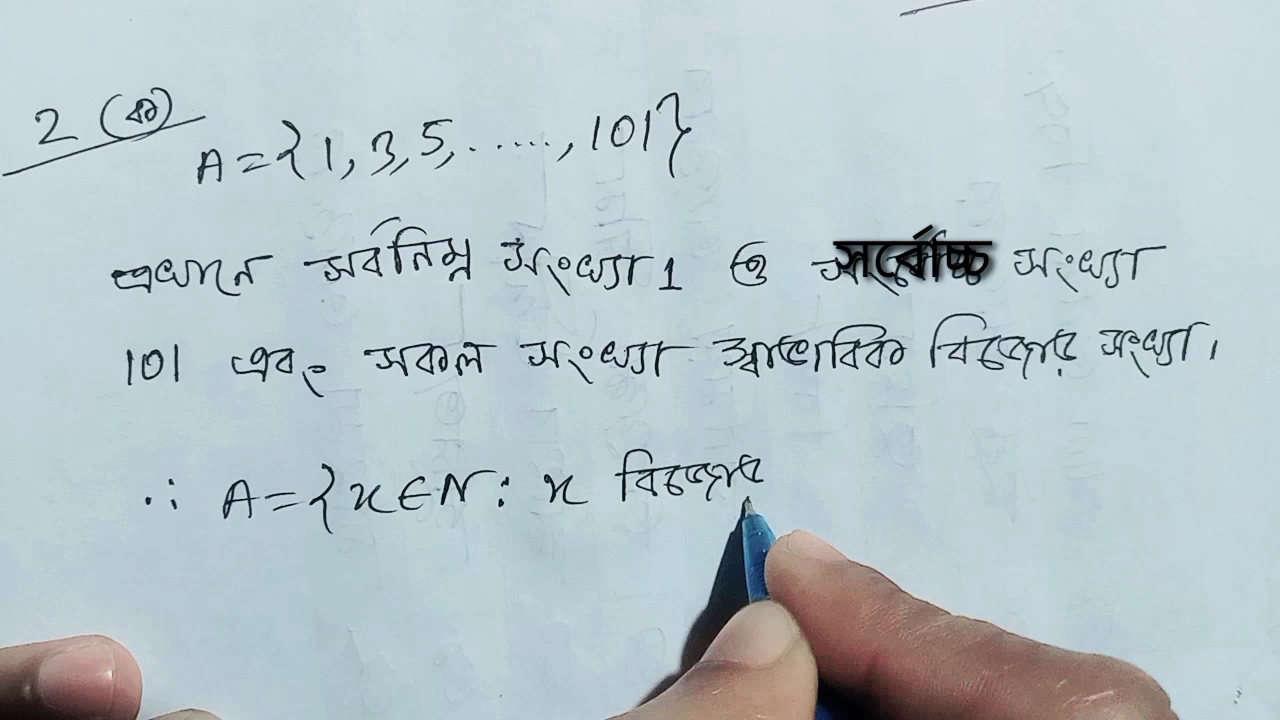 2 (ক)
A = {1, 3, 5, ....., 101}
এখানে সর্বনিম্ন সংখ্যা 1 ও সর্বোচ্চ সংখ্যা
101 এবং সকল সংখ্যা স্বাভাবিক বিজোড় সংখ্যা।
∴ A = {x ∈ N : x বিজোড়